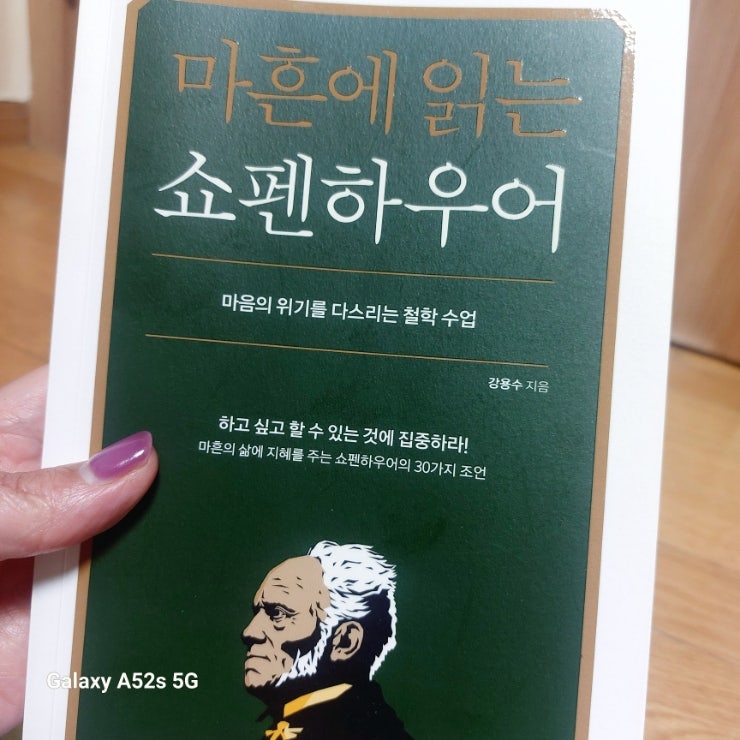 마흔에 읽는
쇼펜하우어
마음의 위기를 다스리는 철학 수업
강용수 지음
하고 싶고 할 수 있는 것에 집중하라!
마흔의 삶에 지혜를 주는 쇼펜하우어의 30가지 조언
Galaxy A52s 5G